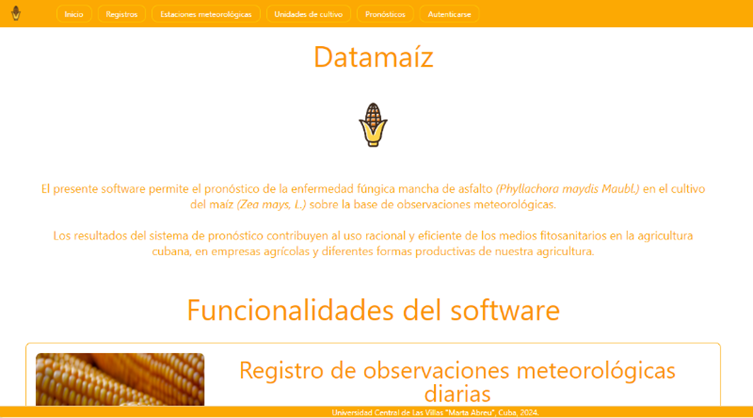 Inicio Registros Estaciones meteorológicas Unidades de cultivo Pronósticos Autenticarse
Datamaíz
El presente software permite el pronóstico de la enfermedad fúngica mancha de asfalto (Phyllachora maydis Maubl.) en el cultivo
del maíz (Zea mays, L.) sobre la base de observaciones meteorológicas.
Los resultados del sistema de pronóstico contribuyen al uso racional y eficiente de los medios fitosanitarios en la agricultura
cubana, en empresas agrícolas y diferentes formas productivas de nuestra agricultura.
Funcionalidades del software
Registro de observaciones meteorológicas
diarias
Universidad Central de Las Villas "Marta Abreu", Cuba, 2024.